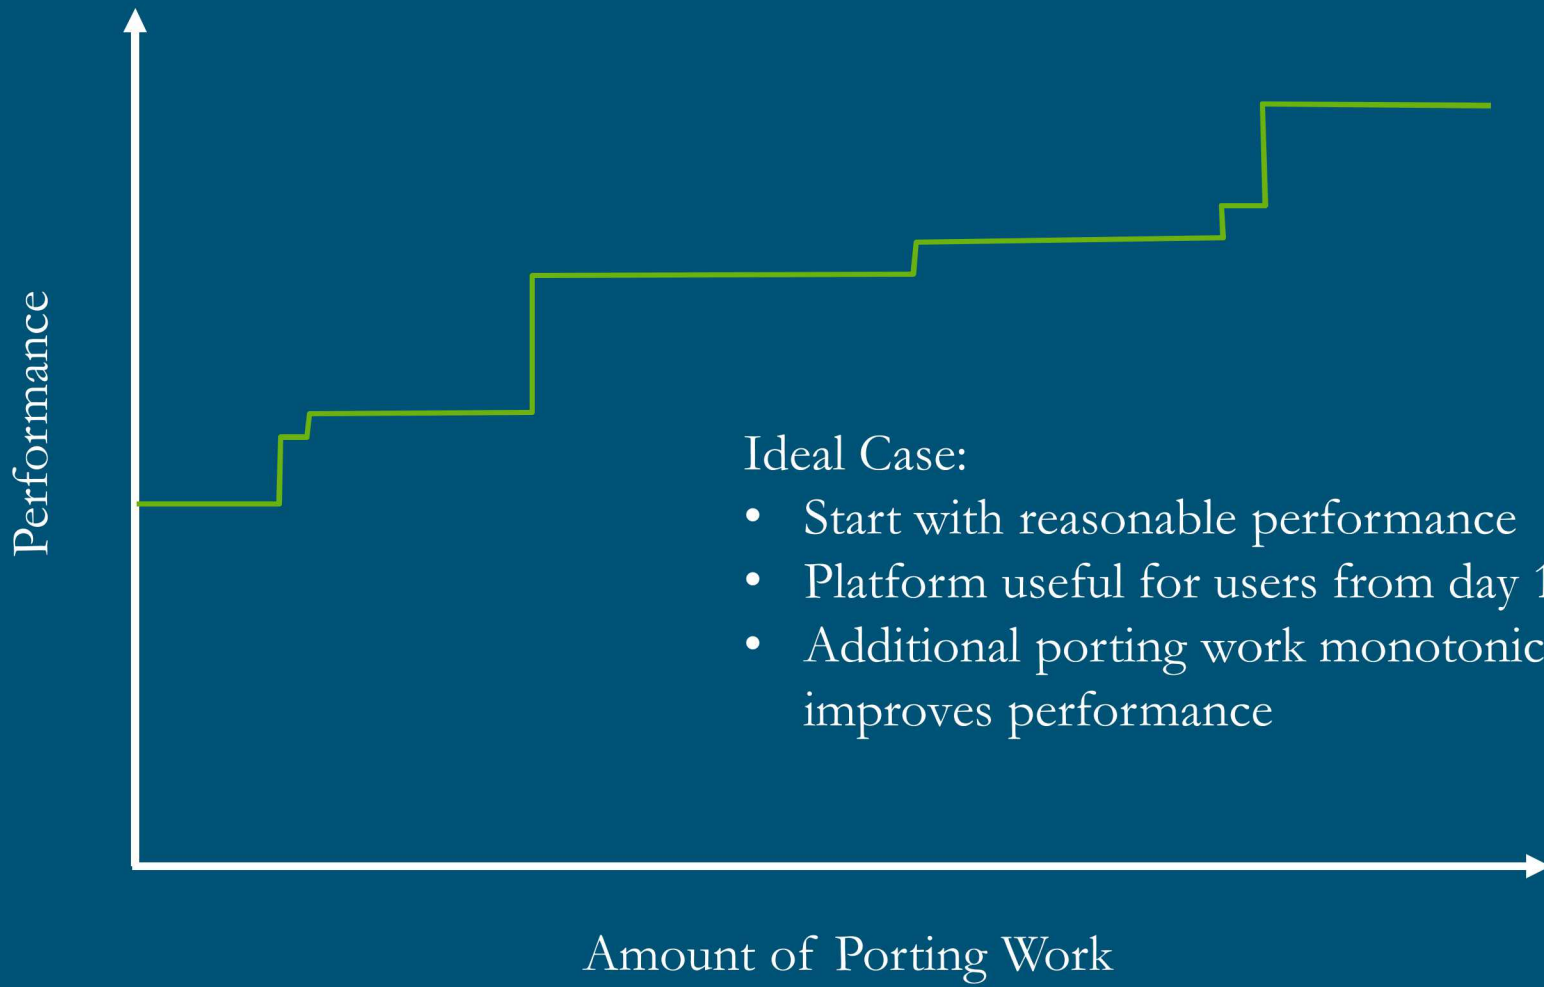 Performance
Ideal Case:
• Start with reasonable performance
• Platform useful for users from day 1
• Additional porting work monotonic
improves performance
Amount of Porting Work